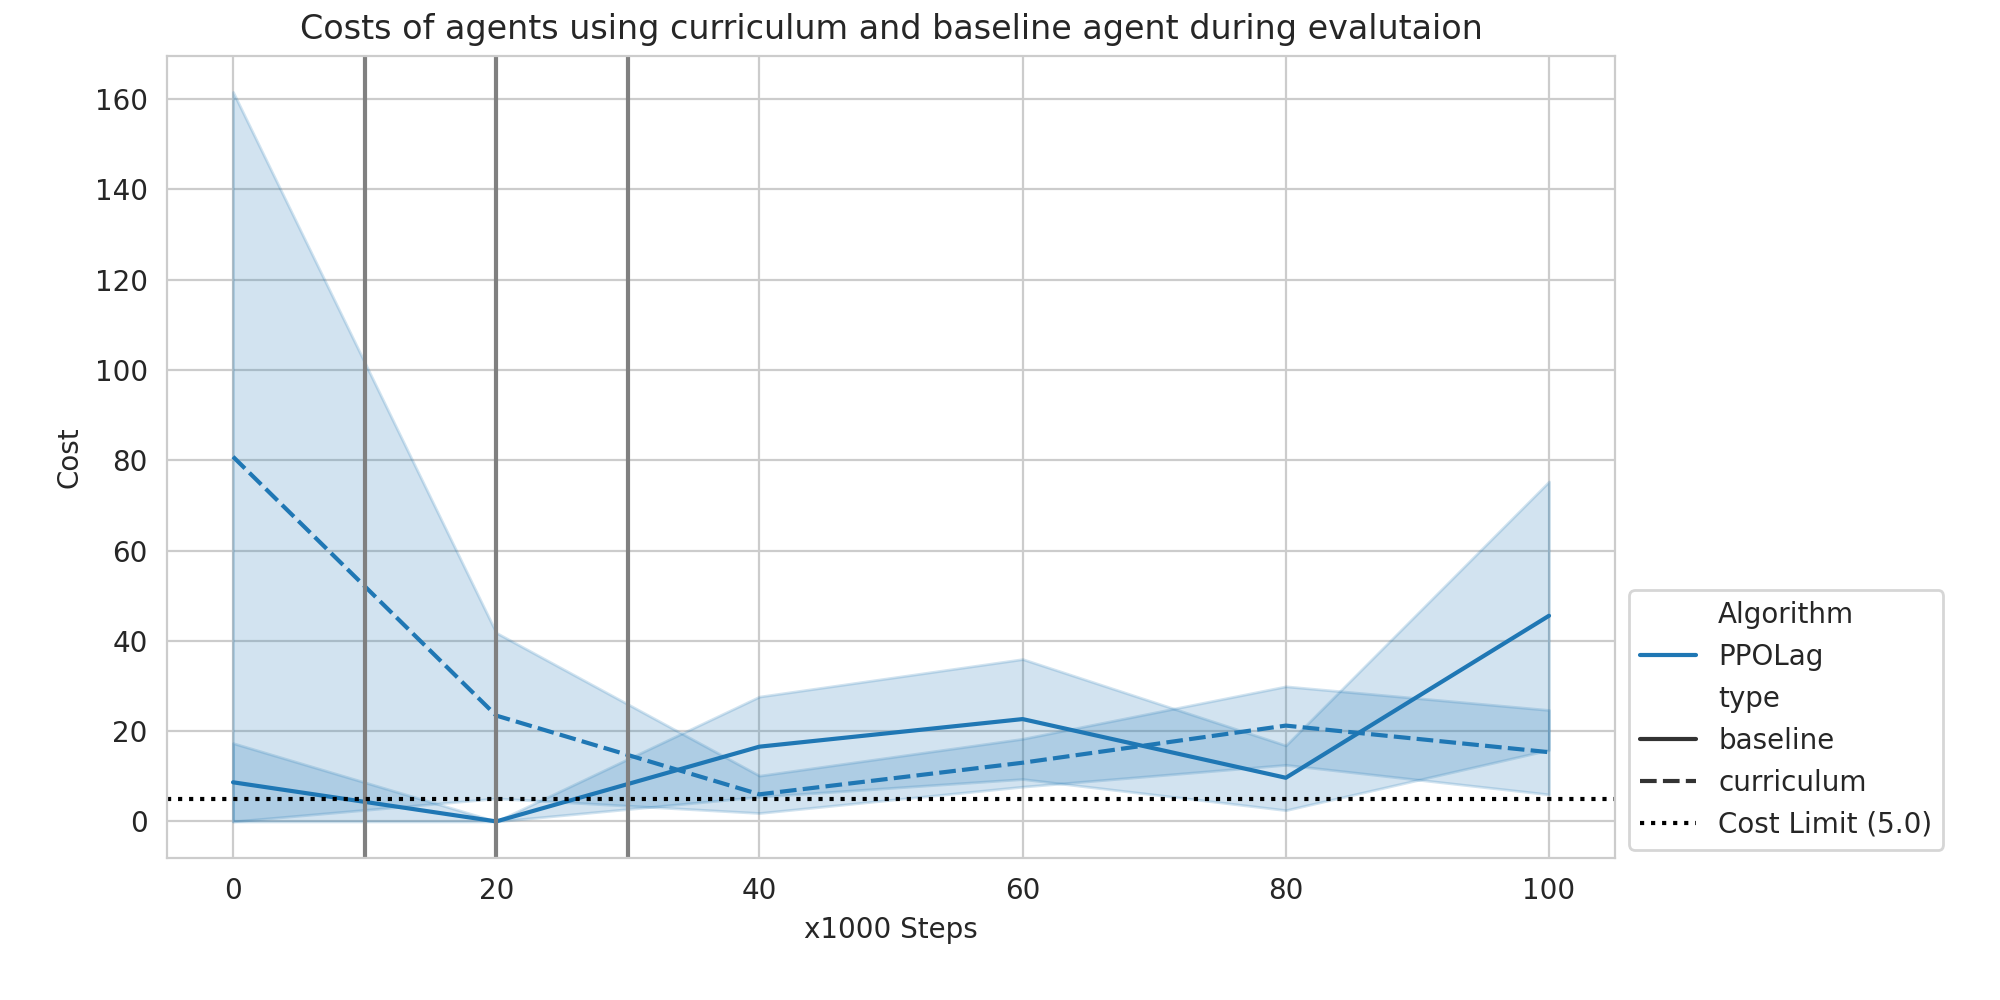 Costs of agents using curriculum and baseline agent during evalutaion
160
140
120
100
80
60
40
20
0
Cost
0 20 40 60 80 100
x1000 Steps
Algorithm
PPOLag
type
baseline
curriculum
Cost Limit (5.0)